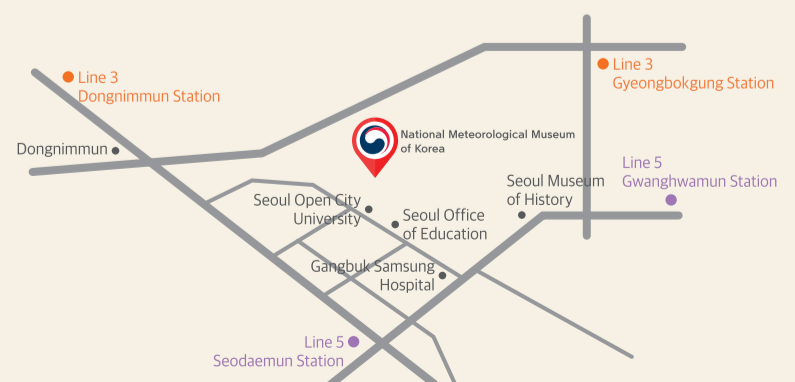 Line 3
Dongnimmun Station
Line 3
Gyeongbokgung Station
National Meteorological Museum
of Korea
Dongnimmun
Line 5
Gwanghwamun Station
Seoul Museum
of History
Seoul Open City
University
Seoul Office
of Education
Gangbuk Samsung
Hospital
Line 5
Seodaemun Station